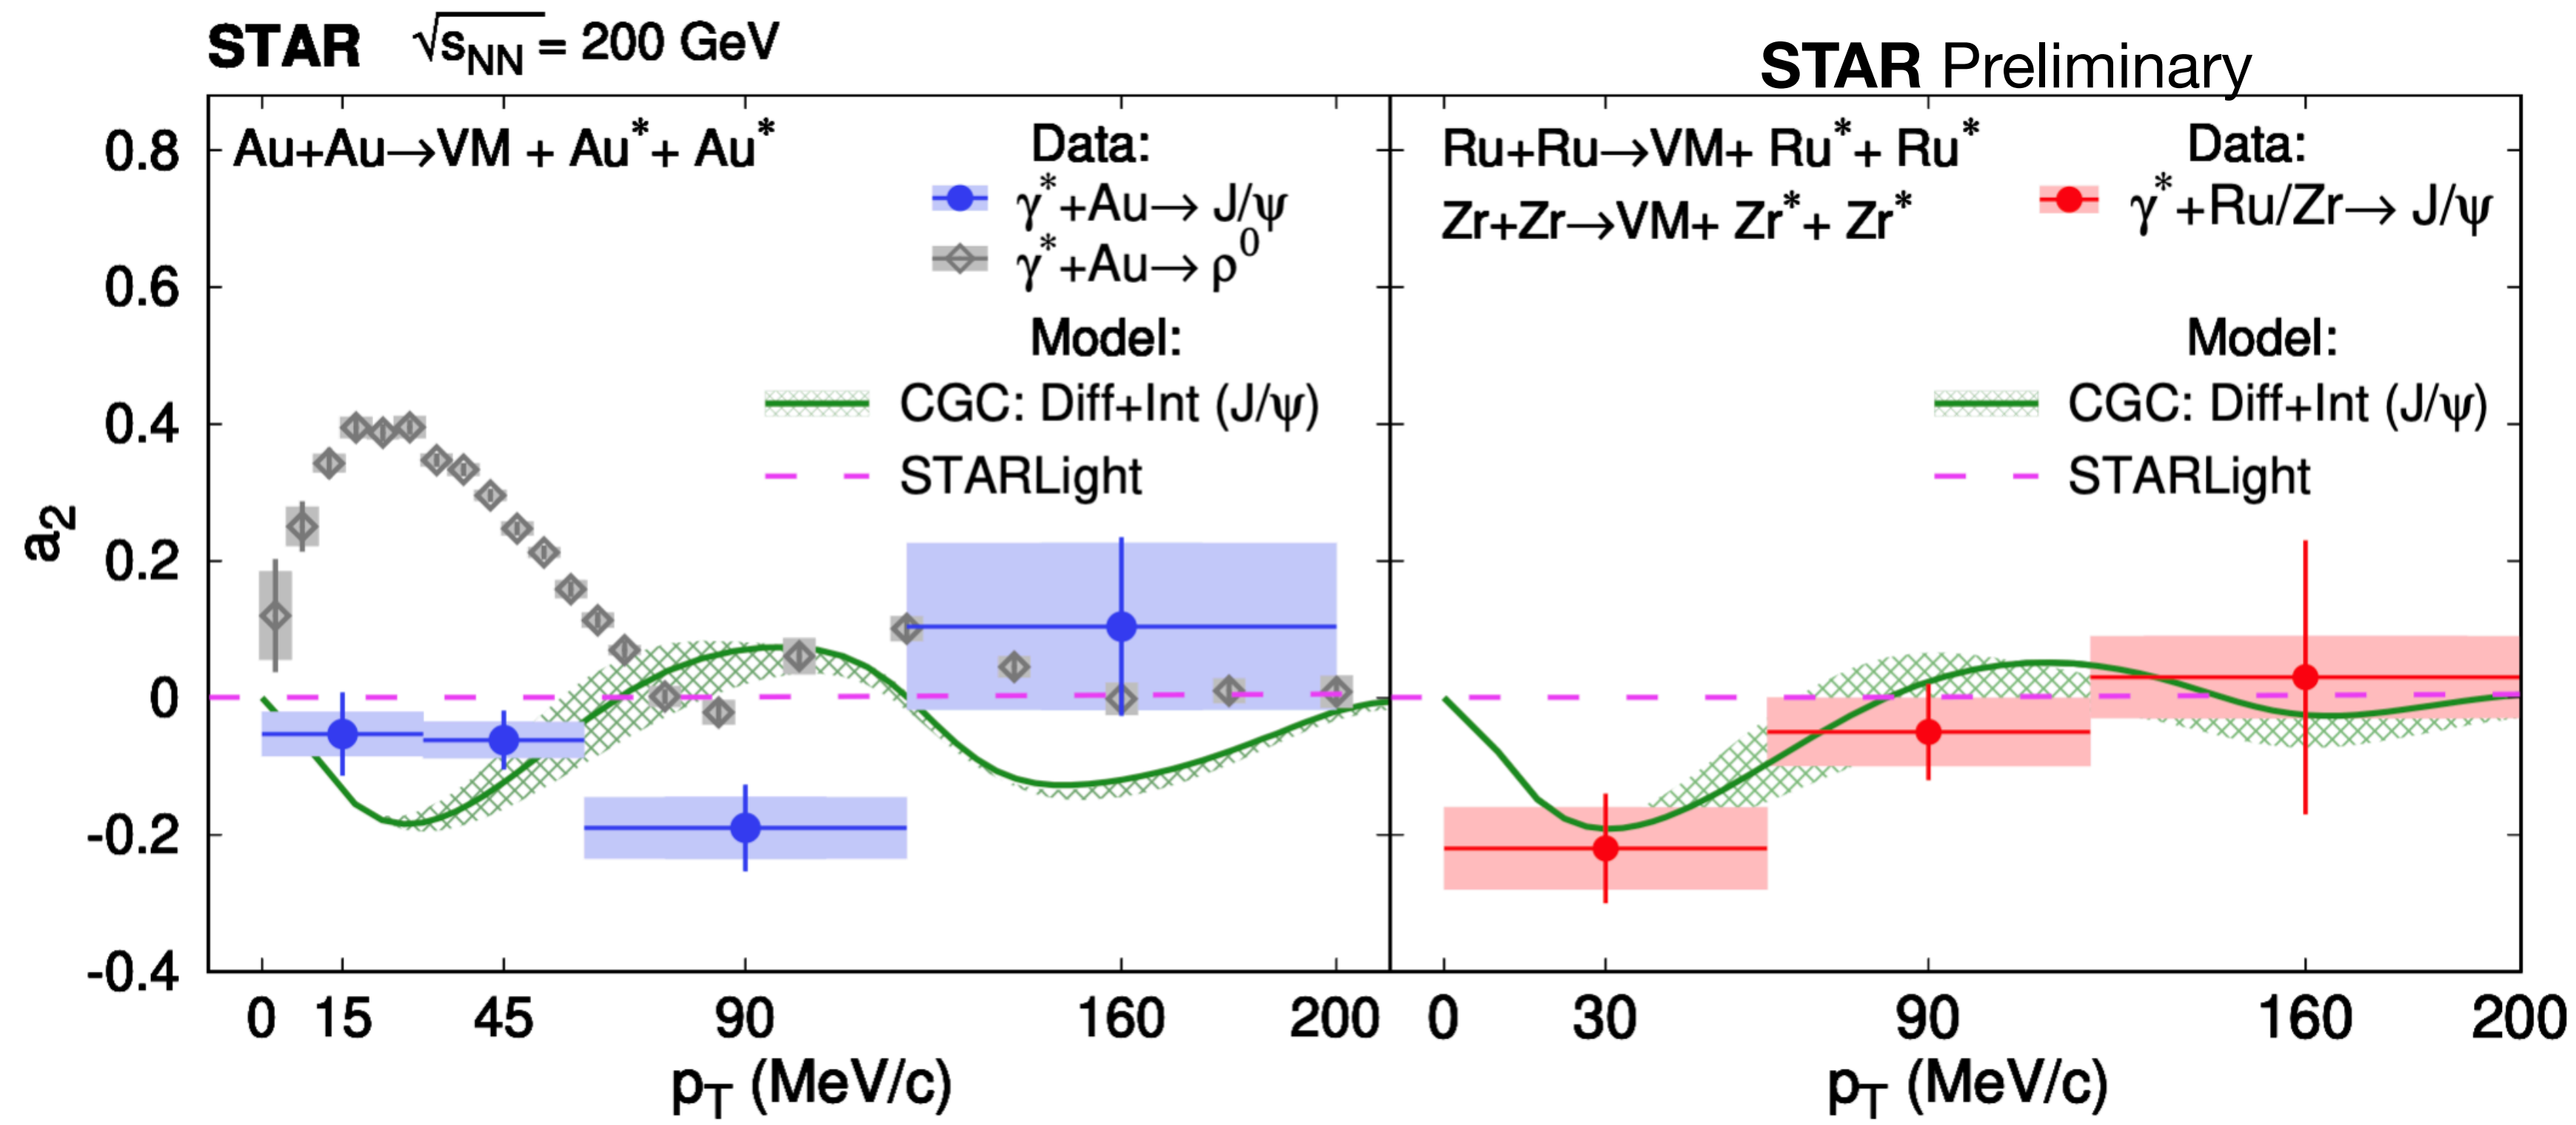 STAR √sNN = 200 GeV
STAR Preliminary
Au+Au→VM + Au*+ Au*
Data:
γ*+Au→ J/ψ
γ*+Au→ ρ0
Model:
CGC: Diff+Int (J/ψ)
STARLight
Ru+Ru→VM+ Ru*+ Ru*
Zr+Zr→VM+ Zr*+ Zr*
Data:
γ*+Ru/Zr→ J/ψ
Model:
CGC: Diff+Int (J/ψ)
STARLight
a2
0.8
0.6
0.4
0.2
0
-0.2
-0.4
0 15 45 90 160 200
0 30 90 160 200
pT (MeV/c)
pT (MeV/c)